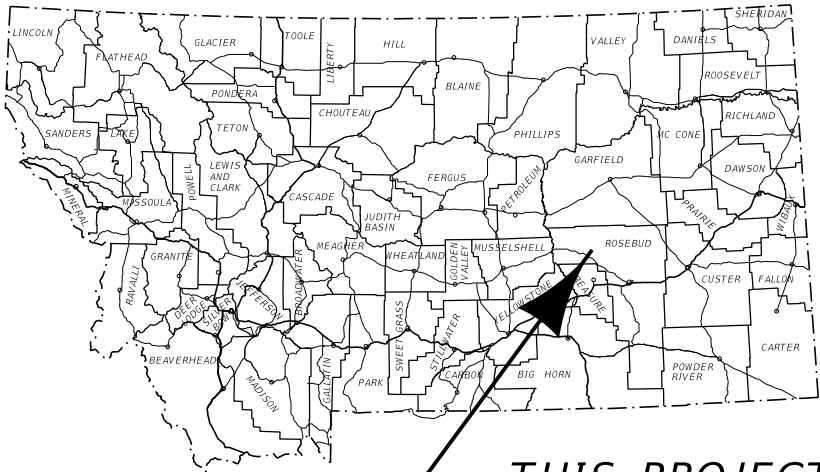 SHERIDAN
LINCOLN
GLACIER
TOOLE
LIBERTY
HILL
VALLEY
DANIELS
FLATHEAD
BLAINE
ROOSEVELT
PONDERA
CHOUTEAU
PHILLIPS
RICHLAND
SANDERS
LAKE
TETON
MC CONE
GARFIELD
LEWIS
AND
CLARK
POWELL
FERGUS
PETROLEUM
DAWSON
MINERAL
MISSOULA
CASCADE
JUDITH
BASIN
PRAIRIE
WIBAUX
MEAGHER
WHEATLAND
GOLDEN
VALLEY
MUSSELSHELL
ROSEBUD
GRANITE
RAVALLI
BROADWATER
CUSTER
FALLON
DEER
LODGE
SILVER
BOW
JEFFERSON
YELLOWSTONE
TREASURE
SWEET GRASS
STILLWATER
BEAVERHEAD
MADISON
GALLATIN
PARK
CARBON
BIG HORN
POWDER
RIVER
CARTER
THIS PROJECT